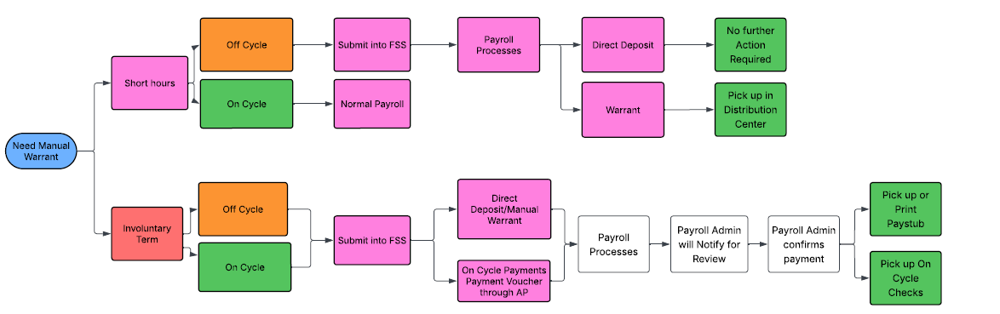 Need Manual
Warrant
Short hours
Off Cycle
On Cycle
Submit into FSS
Normal Payroll
Payroll
Processes
Direct Deposit
Warrant
No further
Action
Required
Pick up in
Distribution
Center
Involuntary
Term
Off Cycle
On Cycle
Submit into FSS
Direct
Deposit/Manual
Warrant
On Cycle Payments
Payment Voucher
through AP
Payroll
Processes
Payroll Admin
will Notify for
Review
Payroll Admin
confirms
payment
Pick up or
Print
Paystub
Pick up On
Cycle
Checks